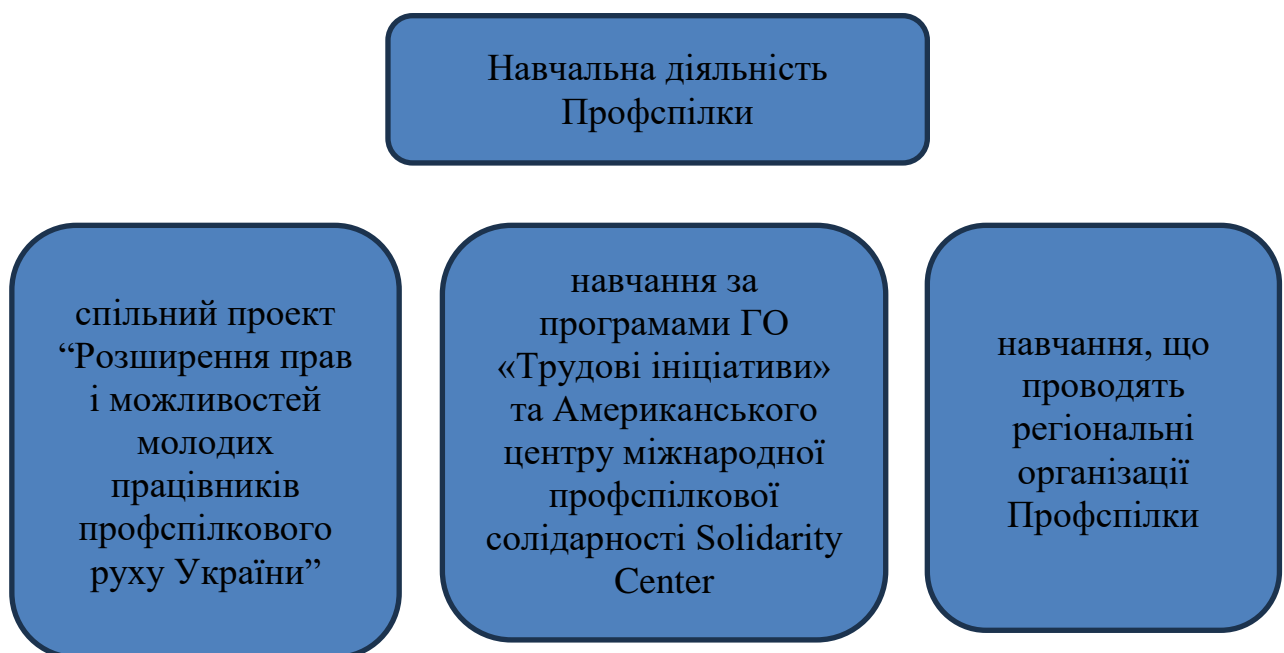 Навчальна діяльність
Профспілки
спільний проект
“Розширення прав
і можливостей
молодих
працівників
профспілкового
руху України”
навчання за
програмами ГО
«Трудові ініціативи»
та Американського
центру міжнародної
профспілкової
солідарності Solidarity
Center
навчання, що
проводять
регіональні
організації
Профспілки